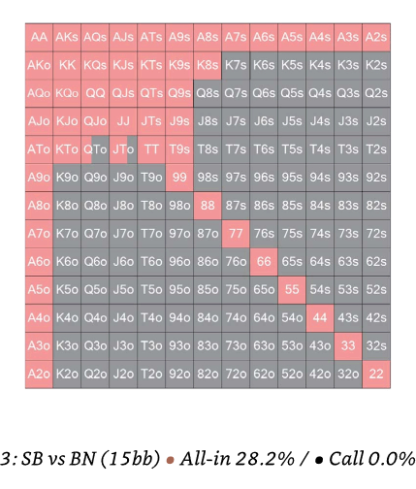 AA AKs AQs AJs ATs A9s A8s A7s A6s A5s A4s A3s A2s
AKo KK KQs KJs KTs K9s K8s K7s K6s K5s K4s K3s K2s
AQo KQo QQ QJs QTs Q9s Q8s Q7s Q6s Q5s Q4s Q3s Q2s
AJo KJo QJo JJ JTs J9s J8s J7s J6s J5s J4s J3s J2s
ATo KTo QTo JTo TT T9s T8s T7s T6s T5s T4s T3s T2s
A9o K9o Q9o J9o T9o 99 98s 97s 96s 95s 94s 93s 92s
A8o K8o Q8o J8o T8o 98o 88 87s 86s 85s 84s 83s 82s
A7o K7o Q7o J7o T7o 97o 87o 77 76s 75s 74s 73s 72s
A6o K6o Q6o J6o T6o 96o 86o 76o 66 65s 64s 63s 62s
A5o K5o Q5o J5o T5o 95o 85o 75o 65o 55 54s 53s 52s
A4o K4o Q4o J4o T4o 94o 84o 74o 64o 54o 44 43s 42s
A3o K3o Q3o J3o T3o 93o 83o 73o 63o 53o 43o 33 32s
A2o K2o Q2o J2o T2o 92o 82o 72o 62o 52o 42o 32o 22
3: SB vs BN (15bb) • All-in 28.2% / • Call 0.0%